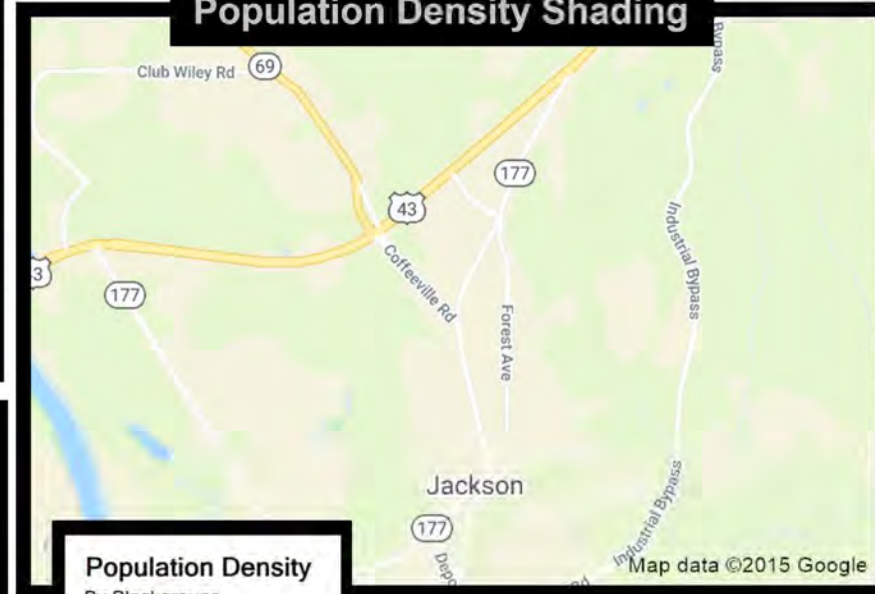 Population Density Shading
Bypass
Club Wiley Rd
69
177
43
Industrial Bypass
3
177
Coffeeville Rd
Forest Ave
Jackson
177
Industrial Bypass
Map data ©2015 Google
Population Density